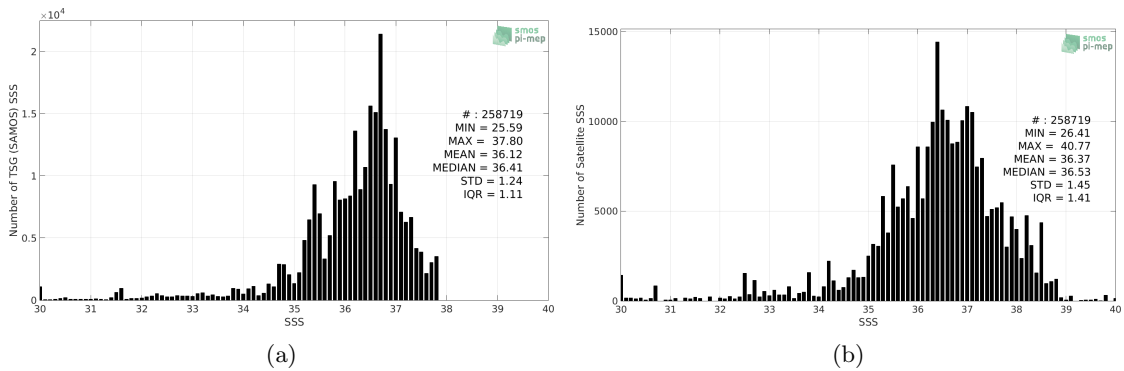 ×10⁴
smos
pi-mep
2
1.5
1
0.5
0
Number of TSG (SAMOS) SSS
# : 258719
MIN = 25.59
MAX = 37.80
MEAN = 36.12
MEDIAN = 36.41
STD = 1.24
IQR = 1.11
30 31 32 33 34 35 36 37 38 39 40
SSS
(a)
15000
10000
5000
0
Number of Satellite SSS
smos
pi-mep
# : 258719
MIN = 26.41
MAX = 40.77
MEAN = 36.37
MEDIAN = 36.53
STD = 1.45
IQR = 1.41
30 31 32 33 34 35 36 37 38 39 40
SSS
(b)